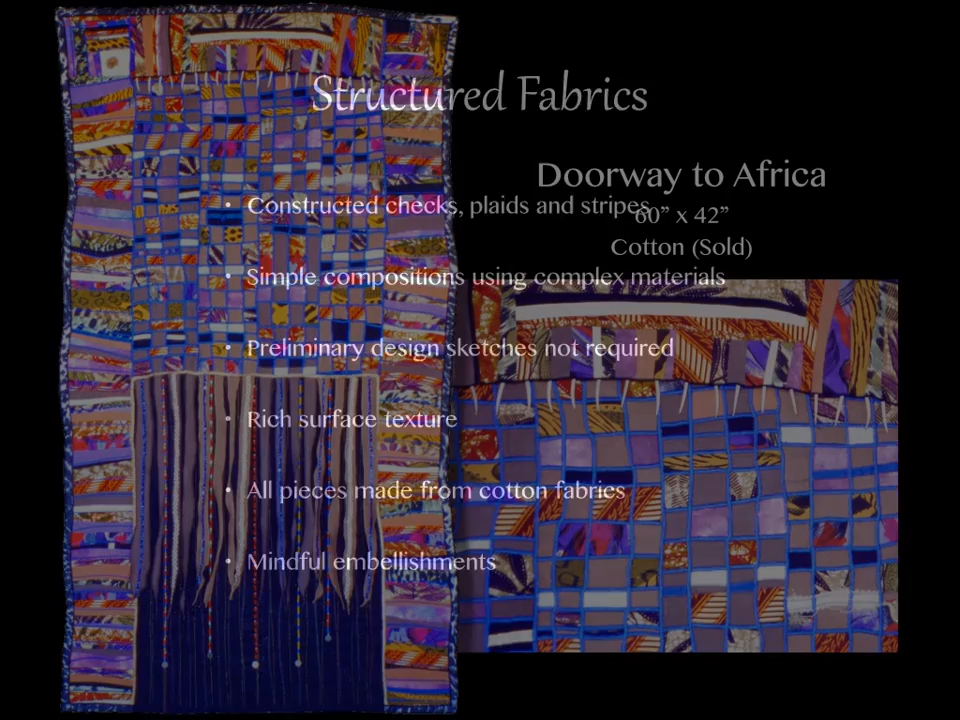 Structured Fabrics
Doorway to Africa
• Constructed checks, plaids and stripes
60” x 42”
Cotton (Sold)
• Simple compositions using complex materials
• Preliminary design sketches not required
• Rich surface texture
• All pieces made from cotton fabrics
• Mindful embellishments